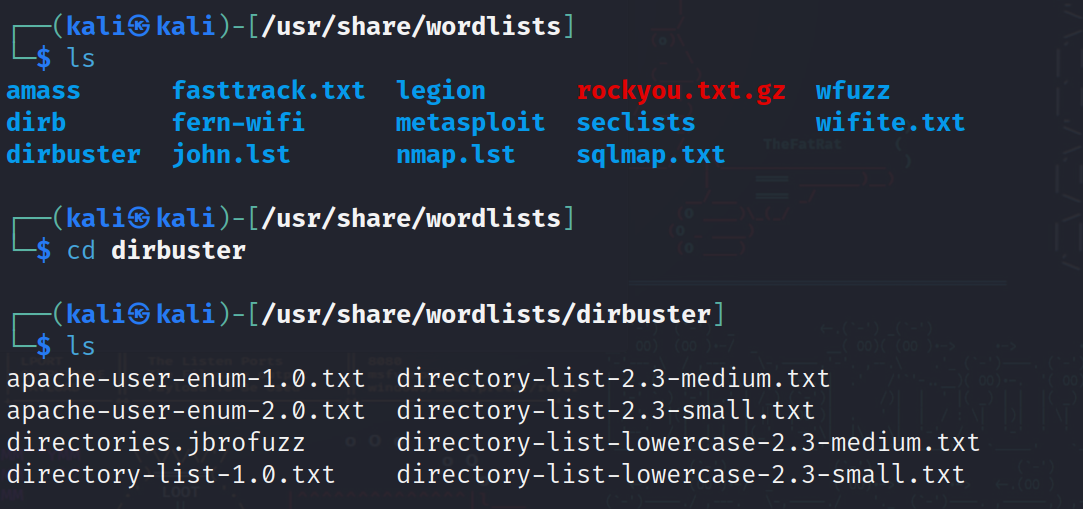 ┌──(kali㉿kali)-[/usr/share/wordlists]
└─$ ls
amass      fasttrack.txt  legion      rockyou.txt.gz  wfuzz
dirb       fern-wifi      metasploit  seclists        wifite.txt
dirbuster  john.lst       nmap.lst    sqlmap.txt
TheFatRat
┌──(kali㉿kali)-[/usr/share/wordlists]
└─$ cd dirbuster
┌──(kali㉿kali)-[/usr/share/wordlists/dirbuster]
└─$ ls
apache-user-enum-1.0.txt  directory-list-2.3-medium.txt
apache-user-enum-2.0.txt  directory-list-2.3-small.txt
directories.jbrofuzz      directory-list-lowercase-2.3-medium.txt
directory-list-1.0.txt    directory-list-lowercase-2.3-small.txt
LOOT